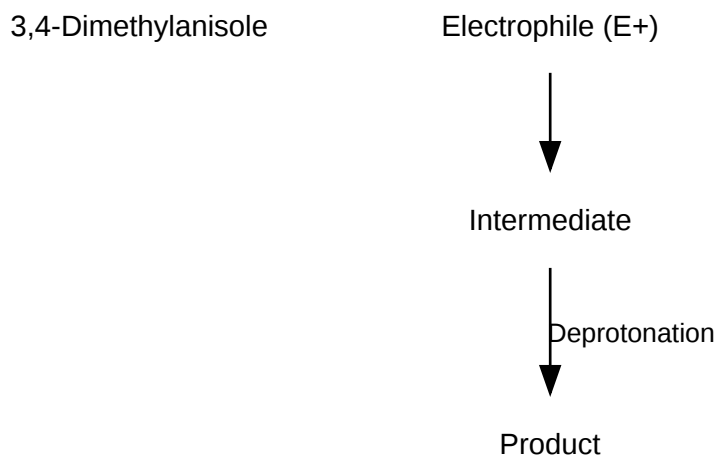 3,4-Dimethylanisole
Electrophile (E+)
Intermediate
Deprotonation
Product